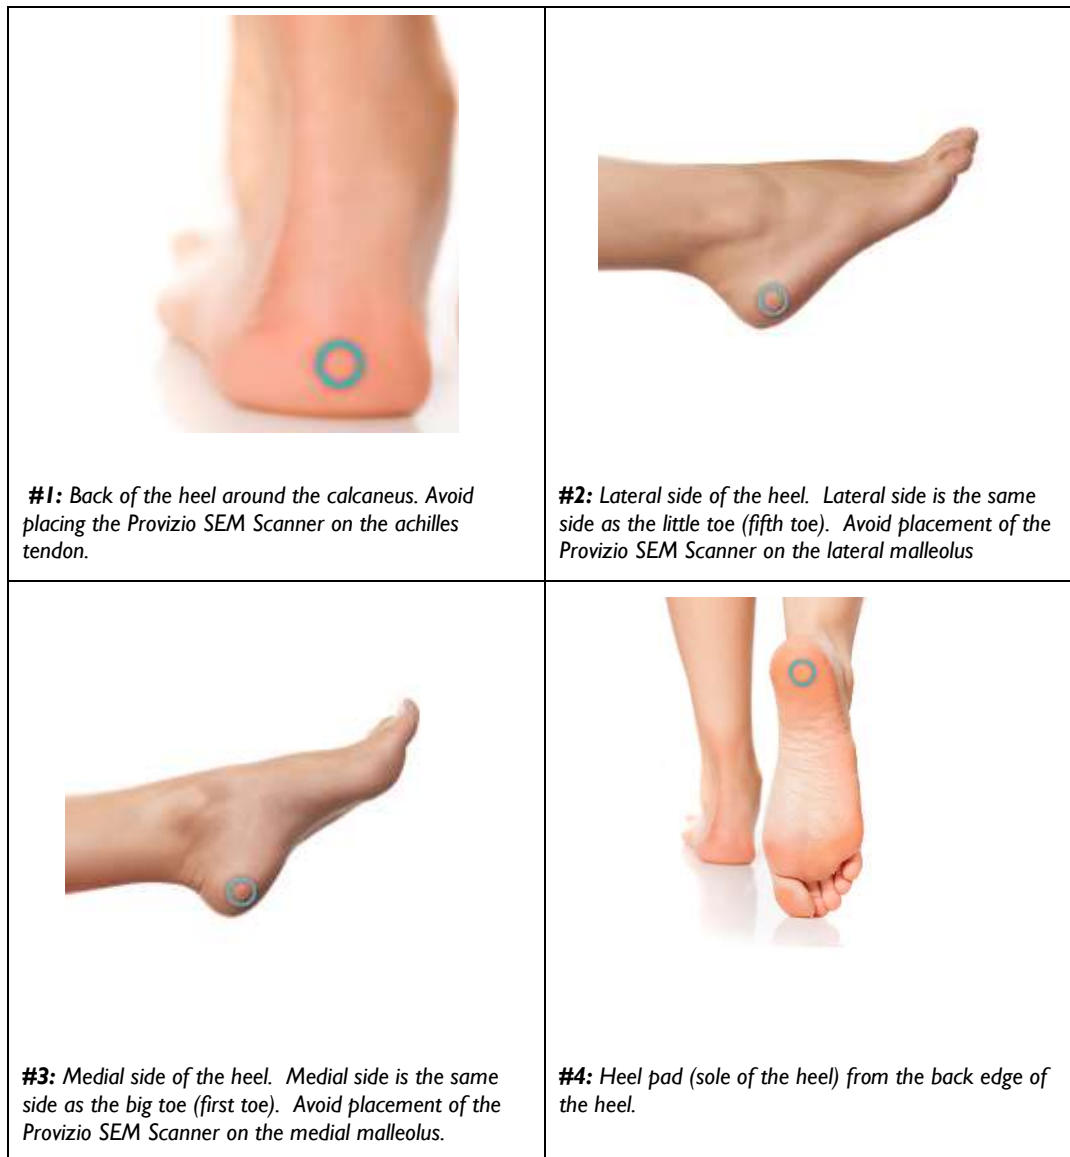 #1: Back of the heel around the calcaneus. Avoid
placing the Provizio SEM Scanner on the achilles
tendon.
#2: Lateral side of the heel. Lateral side is the same
side as the little toe (fifth toe). Avoid placement of the
Provizio SEM Scanner on the lateral malleolus
#3: Medial side of the heel. Medial side is the same
side as the big toe (first toe). Avoid placement of the
Provizio SEM Scanner on the medial malleolus.
#4: Heel pad (sole of the heel) from the back edge of
the heel.